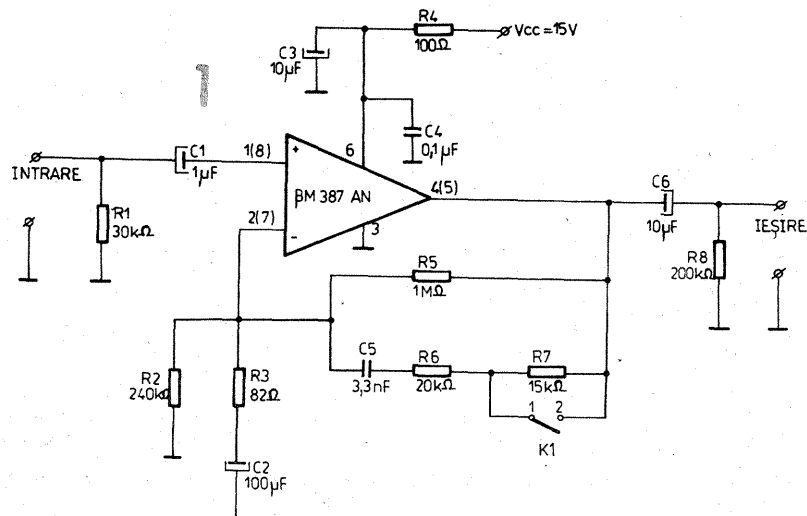 R4
100Ω
Vcc=15V
C3
10µF
1
C4
0,1µF
6
C1
1µF
1(8)
+
INTRARE
βM 387 AN
4(5)
C6
10µF
IEŞIRE
R1
30kΩ
2(7)
-
3
R8
200kΩ
R5
1MΩ
C5
3,3nF
R6
20kΩ
R7
15kΩ
R2
240kΩ
R3
82Ω
1 2
K1
C2
100µF